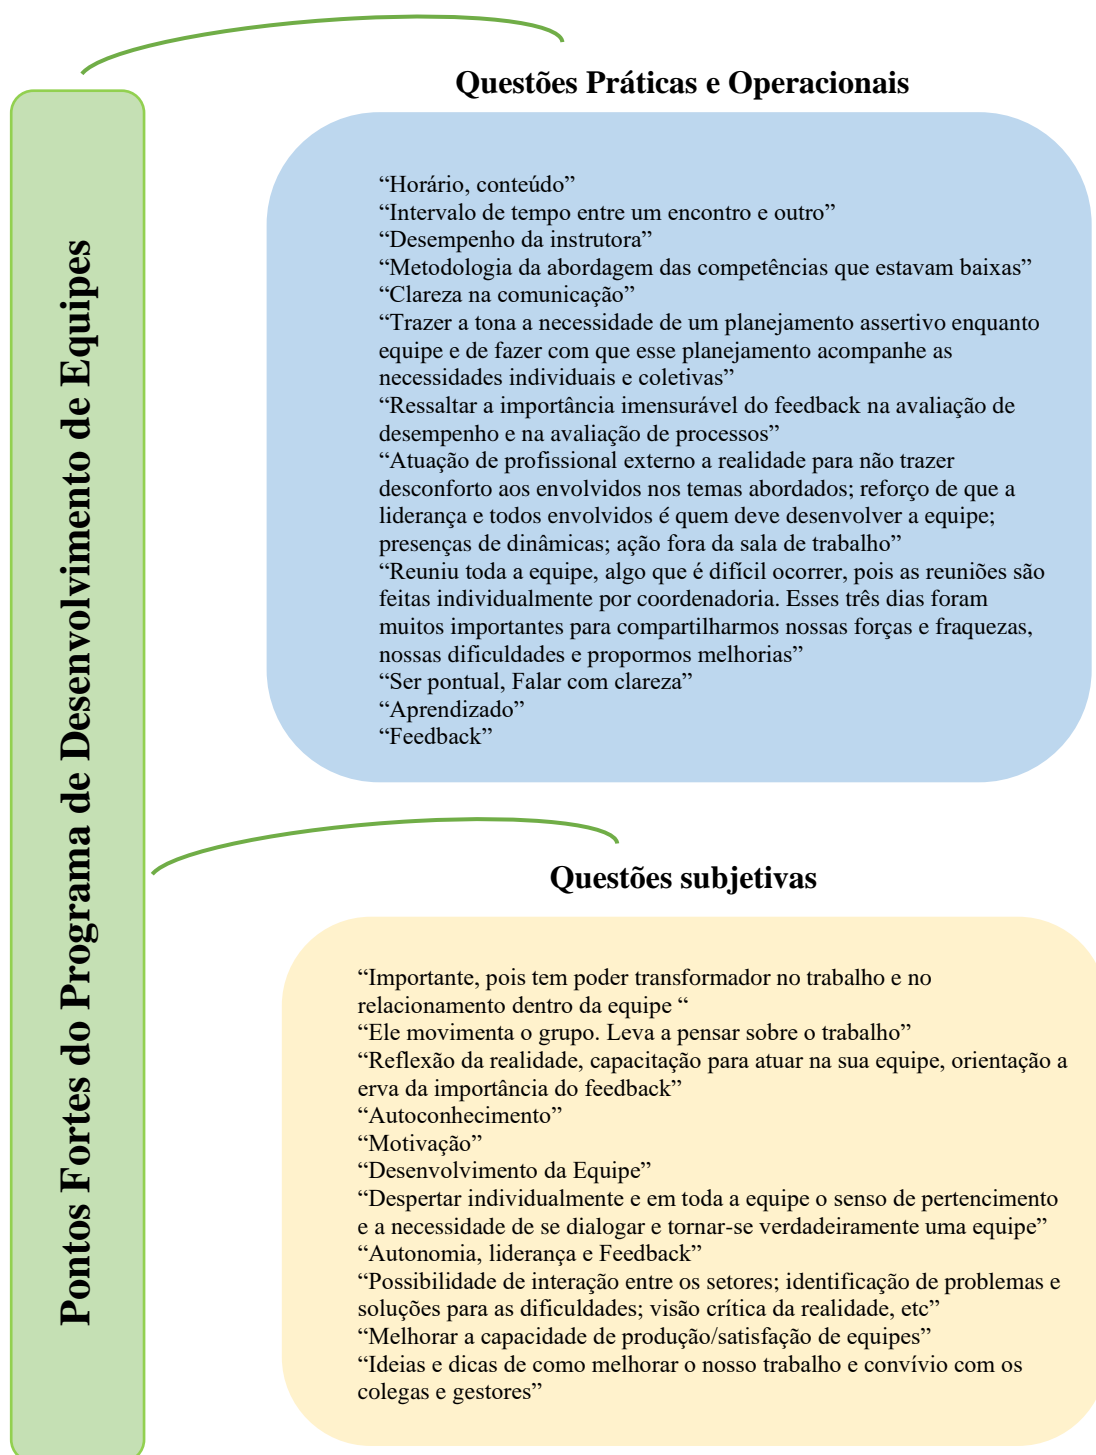 Pontos Fortes do Programa de Desenvolvimento de Equipes
Questões Práticas e Operacionais
“Horário, conteúdo”
“Intervalo de tempo entre um encontro e outro”
“Desempenho da instrutora”
“Metodologia da abordagem das competências que estavam baixas”
“Clareza na comunicação”
“Trazer a tona a necessidade de um planejamento assertivo enquanto
equipe e de fazer com que esse planejamento acompanhe as
necessidades individuais e coletivas”
“Ressaltar a importância imensurável do feedback na avaliação de
desempenho e na avaliação de processos”
“Atuação de profissional externo a realidade para não trazer
desconforto aos envolvidos nos temas abordados; reforço de que a
liderança e todos envolvidos é quem deve desenvolver a equipe;
presenças de dinâmicas; ação fora da sala de trabalho”
“Reuniu toda a equipe, algo que é difícil ocorrer, pois as reuniões são
feitas individualmente por coordenadoria. Esses três dias foram
muitos importantes para compartilharmos nossas forças e fraquezas,
nossas dificuldades e propormos melhorias”
“Ser pontual, Falar com clareza”
“Aprendizado”
“Feedback”
Questões subjetivas
“Importante, pois tem poder transformador no trabalho e no
relacionamento dentro da equipe “
“Ele movimenta o grupo. Leva a pensar sobre o trabalho”
“Reflexão da realidade, capacitação para atuar na sua equipe, orientação a
erva da importância do feedback”
“Autoconhecimento”
“Motivação”
“Desenvolvimento da Equipe”
“Despertar individualmente e em toda a equipe o senso de pertencimento
e a necessidade de se dialogar e tornar-se verdadeiramente uma equipe”
“Autonomia, liderança e Feedback”
“Possibilidade de interação entre os setores; identificação de problemas e
soluções para as dificuldades; visão crítica da realidade, etc”
“Melhorar a capacidade de produção/satisfação de equipes”
“Ideias e dicas de como melhorar o nosso trabalho e convívio com os
colegas e gestores”